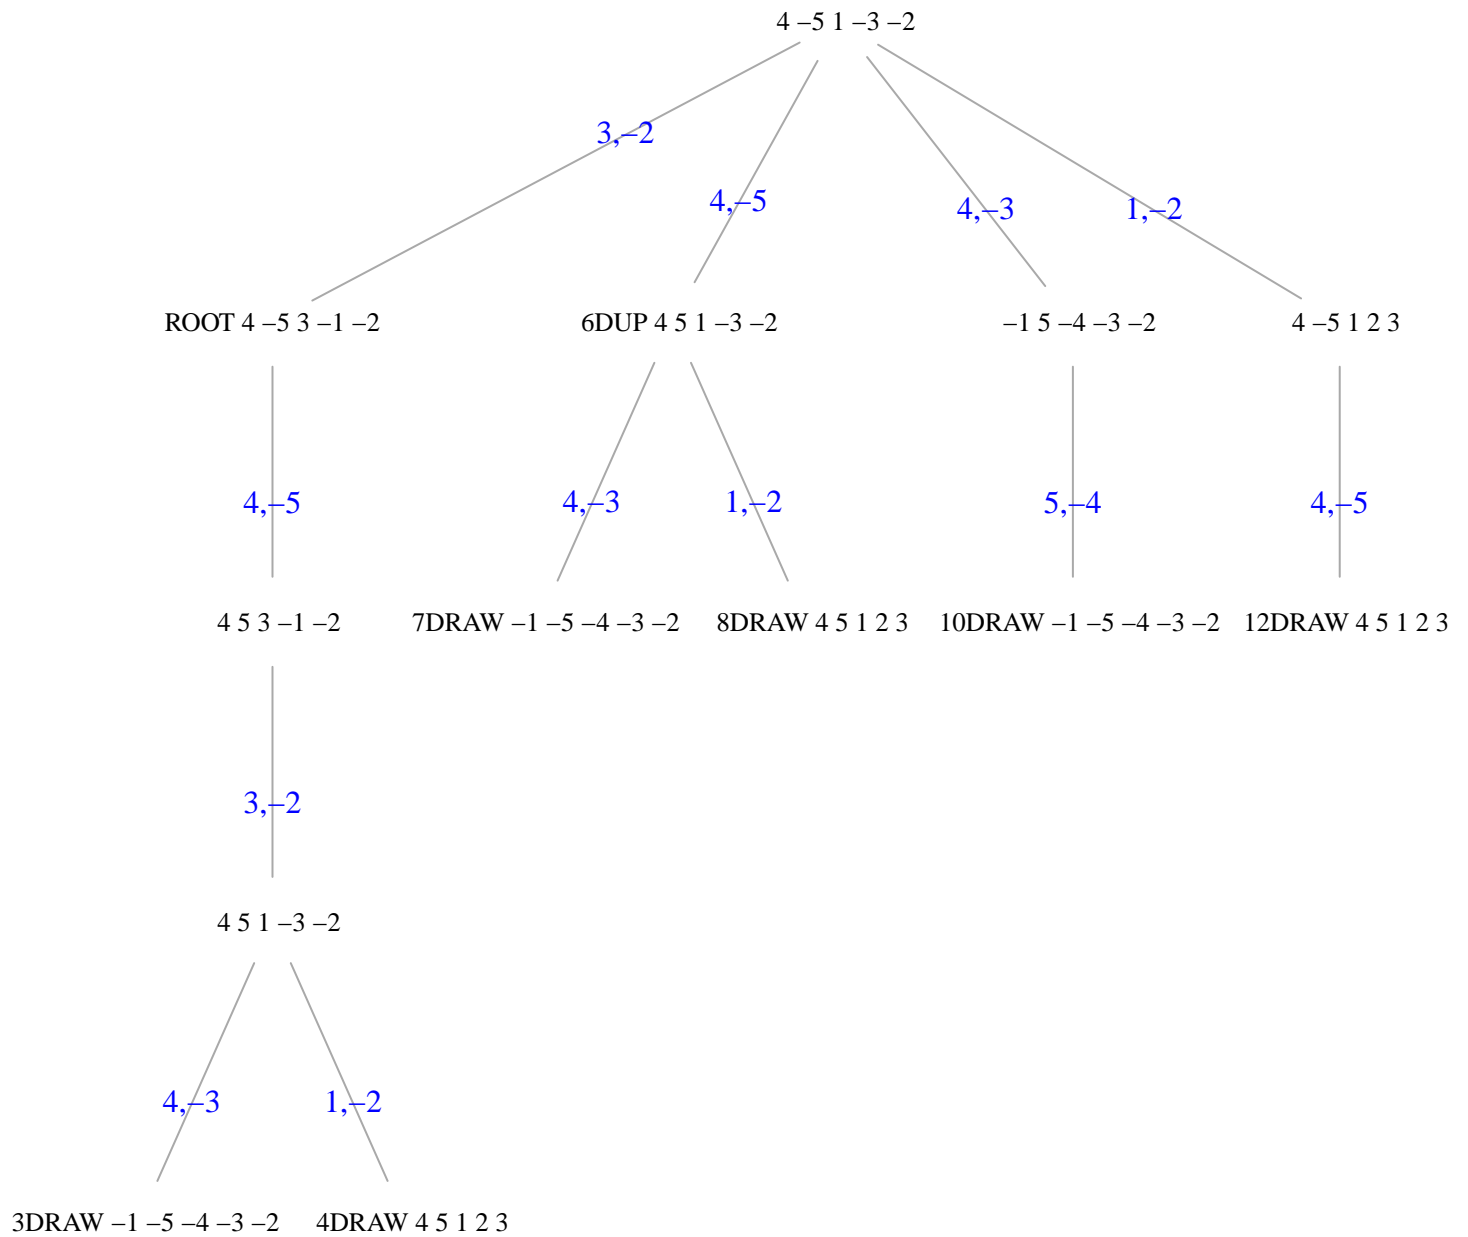 4 –5 1 –3 –2
3,–2
4,–5
4,–3
1,–2
ROOT 4 –5 3 –1 –2
6DUP 4 5 1 –3 –2
–1 5 –4 –3 –2
4 –5 1 2 3
4,–5
4,–3
1,–2
5,–4
4,–5
4 5 3 –1 –2
7DRAW –1 –5 –4 –3 –2
8DRAW 4 5 1 2 3
10DRAW –1 –5 –4 –3 –2
12DRAW 4 5 1 2 3
3,–2
4 5 1 –3 –2
4,–3
1,–2
3DRAW –1 –5 –4 –3 –2
4DRAW 4 5 1 2 3